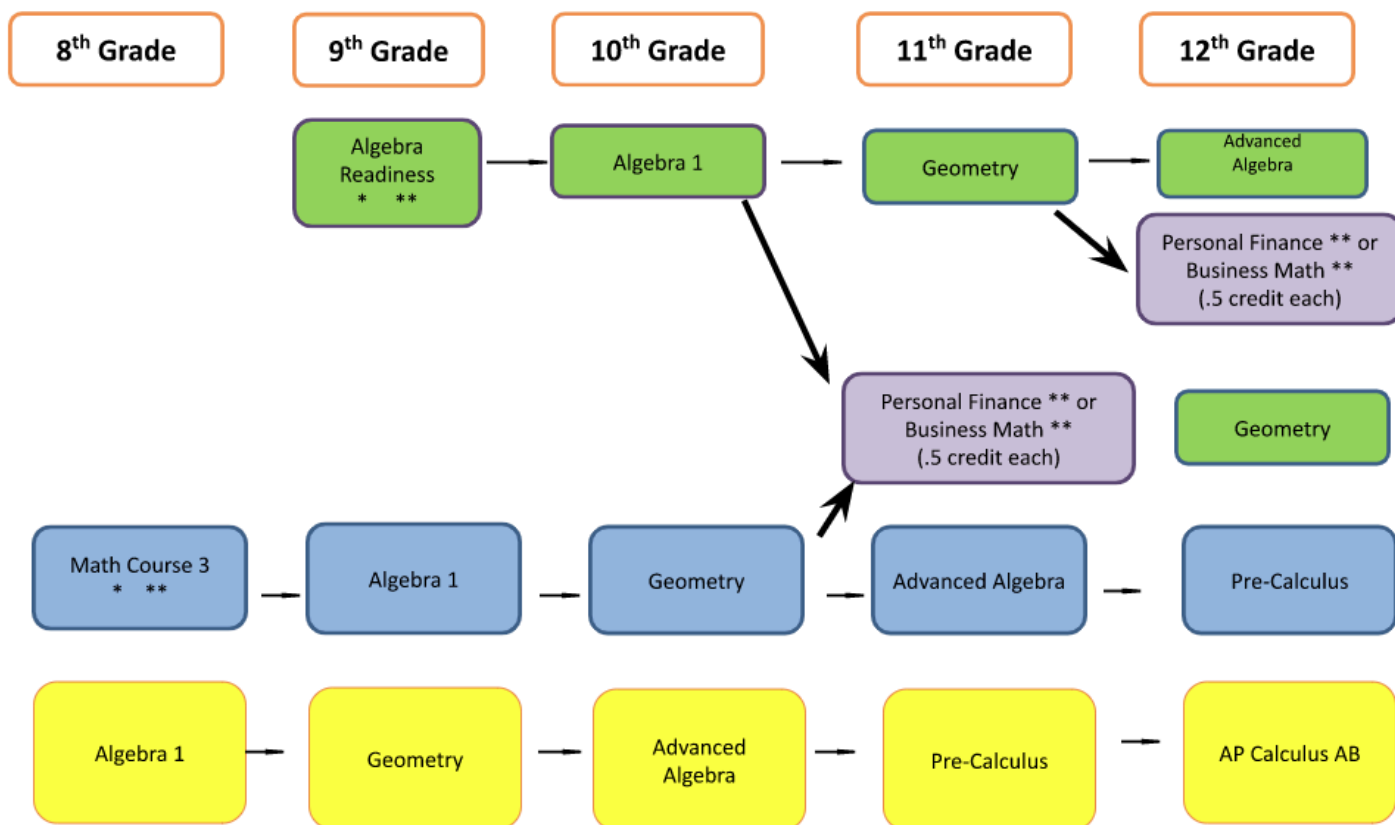 8th Grade
9th Grade
10th Grade
11th Grade
12th Grade
Algebra
Readiness
* **
Algebra 1
Geometry
Advanced
Algebra
Personal Finance ** or
Business Math **
(.5 credit each)
Personal Finance ** or
Business Math **
(.5 credit each)
Geometry
Math Course 3
* **
Algebra 1
Geometry
Advanced Algebra
Pre-Calculus
Algebra 1
Geometry
Advanced
Algebra
Pre-Calculus
AP Calculus AB